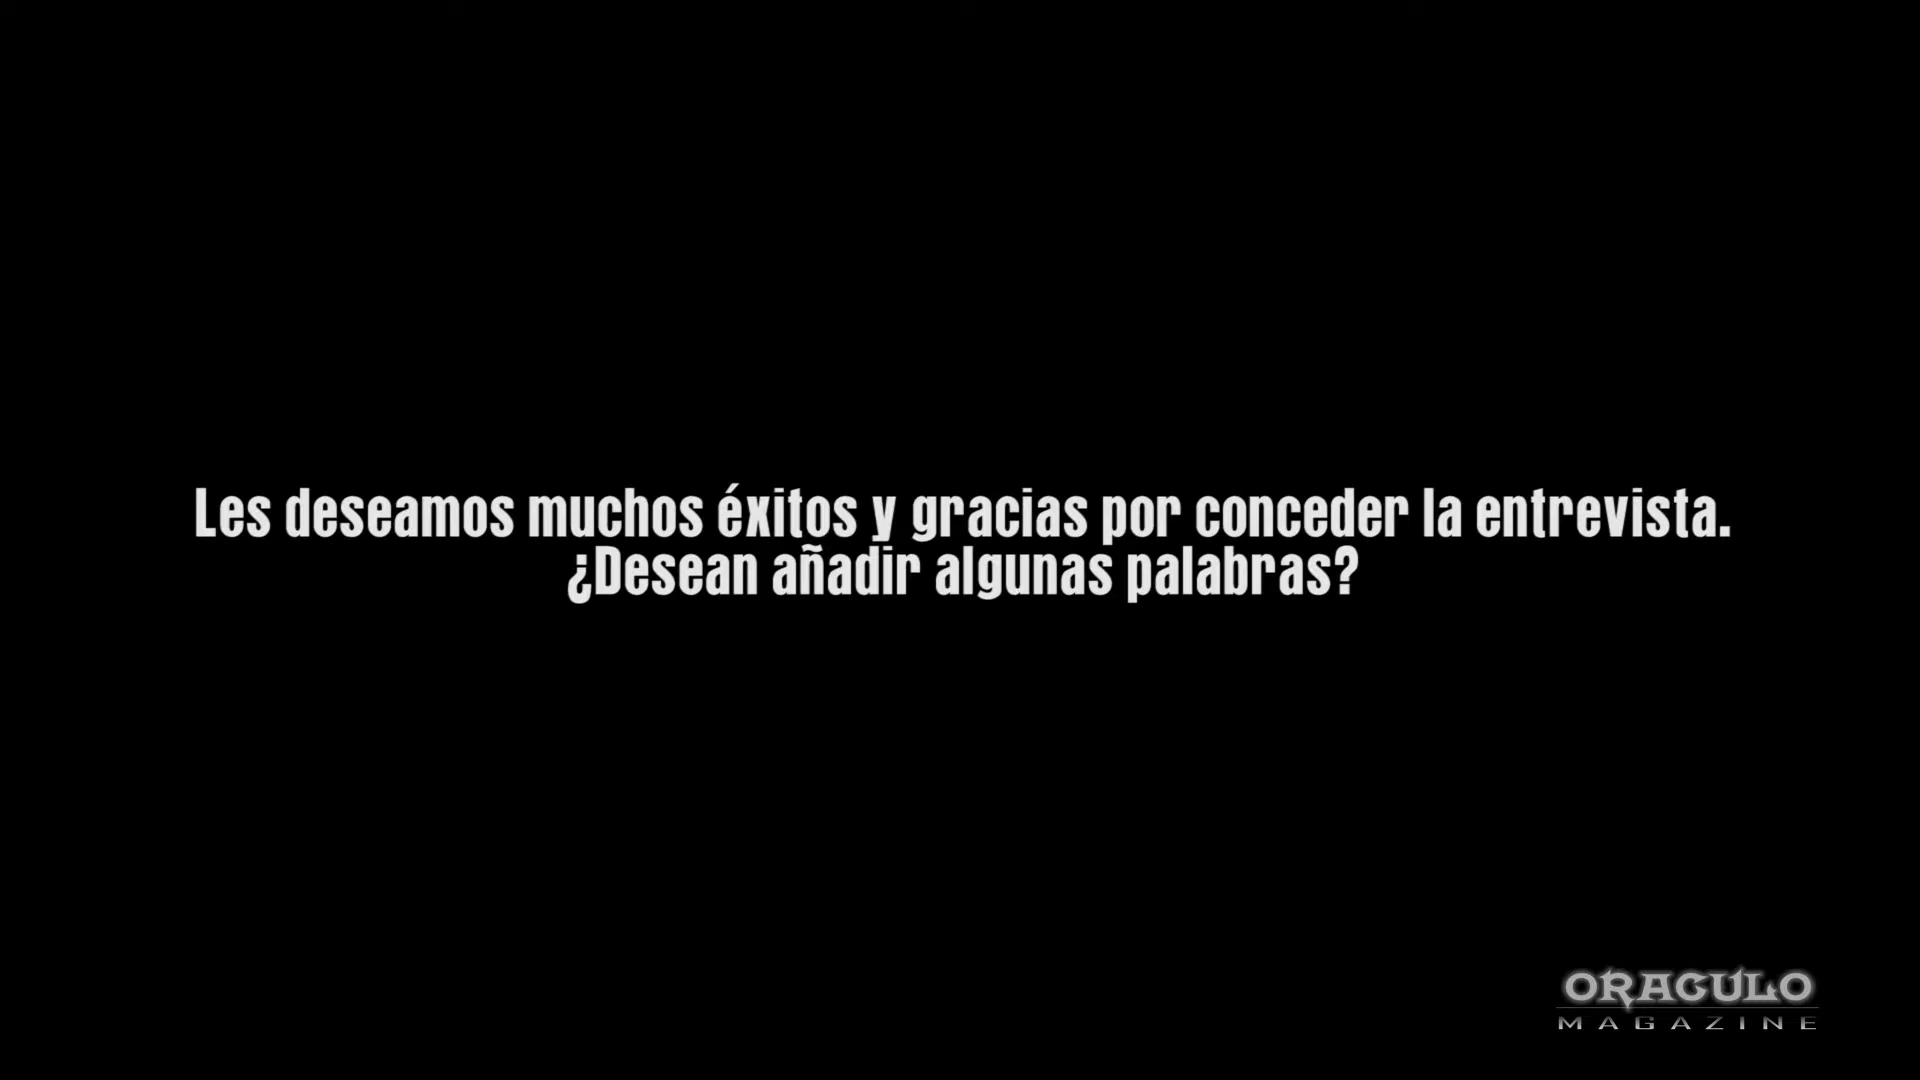 Les deseamos muchos éxitos y gracias por conceder la entrevista.
¿Desean añadir algunas palabras?
ORACULO
MAGAZINE